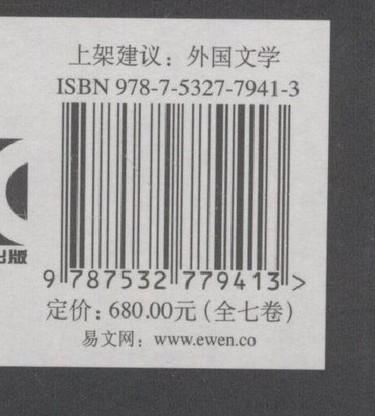 上架建议：外国文学
ISBN 978-7-5327-7941-3
9 787532 779413 >
定价：680.00元（全七卷）
易文网：www.ewen.co
版